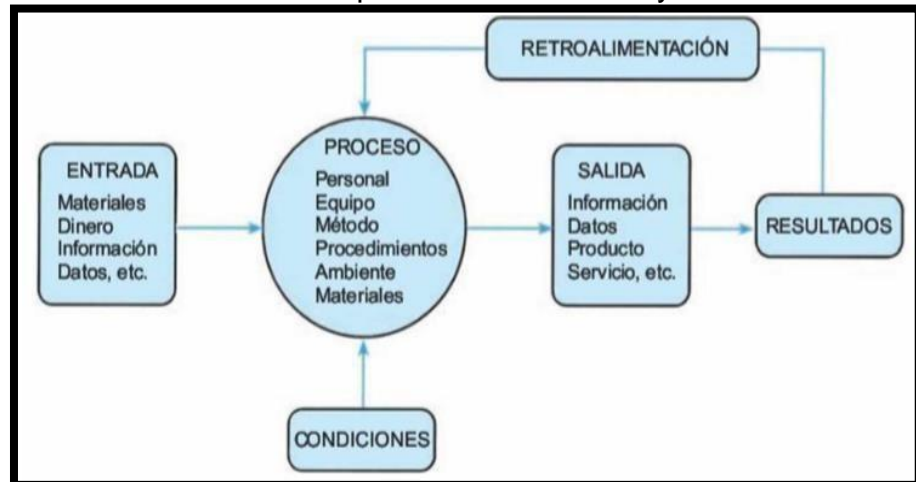 RETROALIMENTACIÓN
ENTRADA
Materiales
Dinero
Información
Datos, etc.
PROCESO
Personal
Equipo
Método
Procedimientos
Ambiente
Materiales
SALIDA
Información
Datos
Producto
Servicio, etc.
RESULTADOS
CONDICIONES